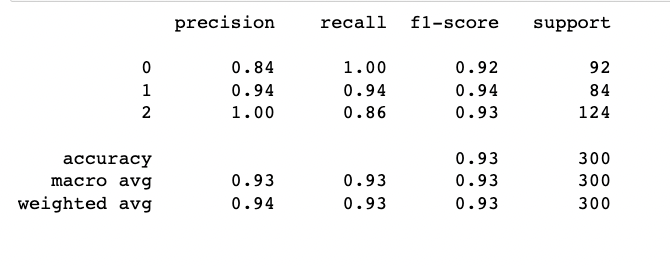 precision recall f1-score support
0 0.84 1.00 0.92 92
1 0.94 0.94 0.94 84
2 1.00 0.86 0.93 124
accuracy 0.93 300
macro avg 0.93 0.93 0.93 300
weighted avg 0.94 0.93 0.93 300